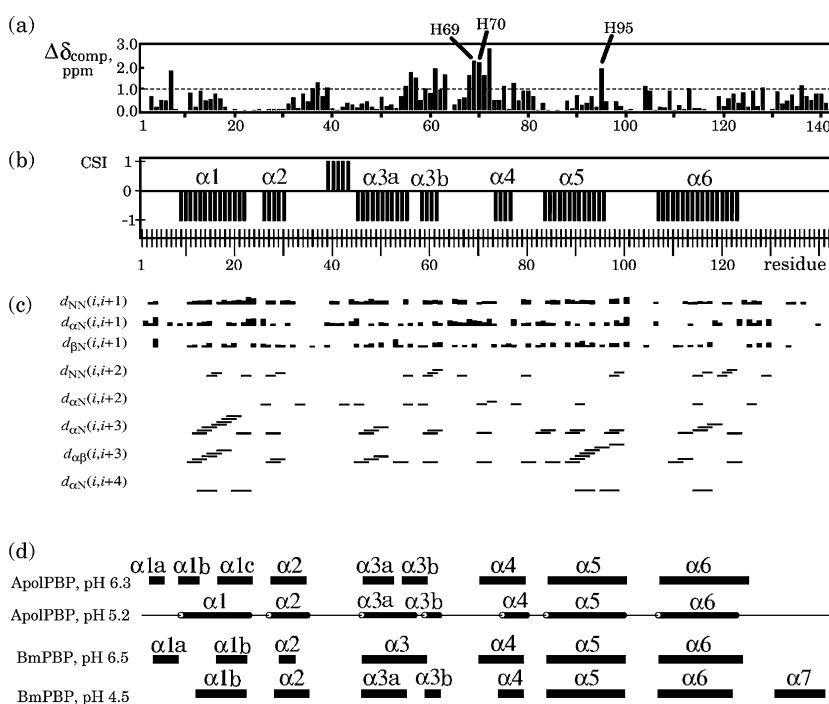 (a)
H69 H70 H95
Δδcomp, ppm
3.0
2.0
1.0
0.0
1 20 40 60 80 100 120 140
(b)
CSI
1
0
-1
α1 α2 α3a α3b α4 α5 α6
1 20 40 60 80 100 residue
(c)
dNN(i,i+1)
dαN(i,i+1)
dβN(i,i+1)
dNN(i,i+2)
dαN(i,i+2)
dαN(i,i+3)
dαβ(i,i+3)
dαN(i,i+4)
(d)
α1a α1b α1c α2 α3a α3b α4 α5 α6
ApolPBP, pH 6.3
α1 α2 α3a α3b α4 α5 α6
ApolPBP, pH 5.2
α1a α1b α2 α3 α4 α5 α6
BmPBP, pH 6.5
α1b α2 α3a α3b α4 α5 α6 α7
BmPBP, pH 4.5